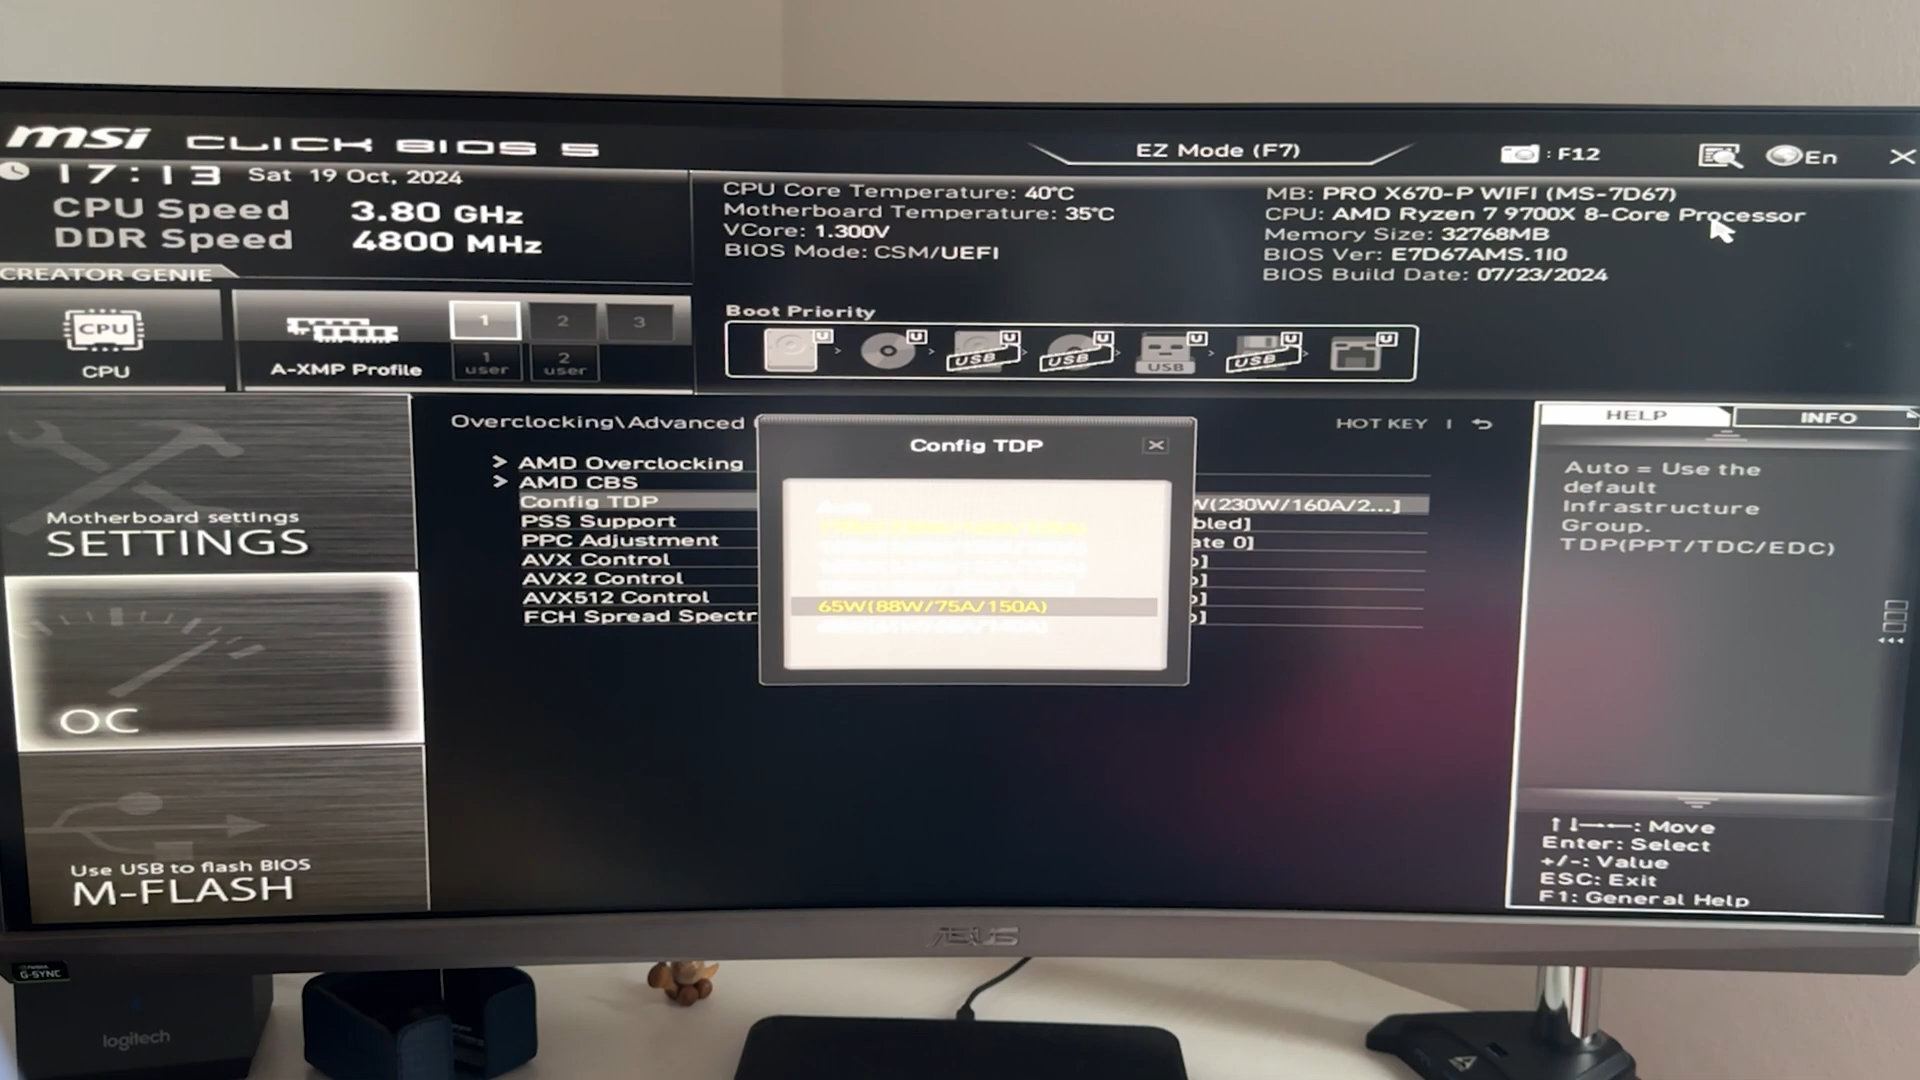 msi CLICK BIOS 5
EZ Mode (F7)
: F12
En
17:13 Sat 19 Oct, 2024
CPU Speed 3.80 GHz
DDR Speed 4800 MHz
CPU Core Temperature: 40°C
Motherboard Temperature: 35°C
VCore: 1.300V
BIOS Mode: CSM/UEFI
MB: PRO X670-P WIFI (MS-7D67)
CPU: AMD Ryzen 7 9700X 8-Core Processor
Memory Size: 32768MB
BIOS Ver: E7D67AMS.1I0
BIOS Build Date: 07/23/2024
CREATOR GENIE
CPU
CPU
A-XMP Profile
1 2 3
1 user
2 user
Boot Priority
U U U U U U U
USB USB USB USB
Motherboard settings
SETTINGS
OC
Use USB to flash BIOS
M-FLASH
Overclocking\Advanced
HOT KEY
> AMD Overclocking
> AMD CBS
Config TDP W(230W/160A/2...]
PSS Support bled]
PPC Adjustment ate 0]
AVX Control
AVX2 Control
AVX512 Control
FCH Spread Spectr
Config TDP
65W(88W/75A/150A)
HELP
INFO
Auto = Use the
default
Infrastructure
Group.
TDP(PPT/TDC/EDC)
↑↓→←: Move
Enter: Select
+/-: Value
ESC: Exit
F1: General Help
ASUS
G-SYNC
logitech